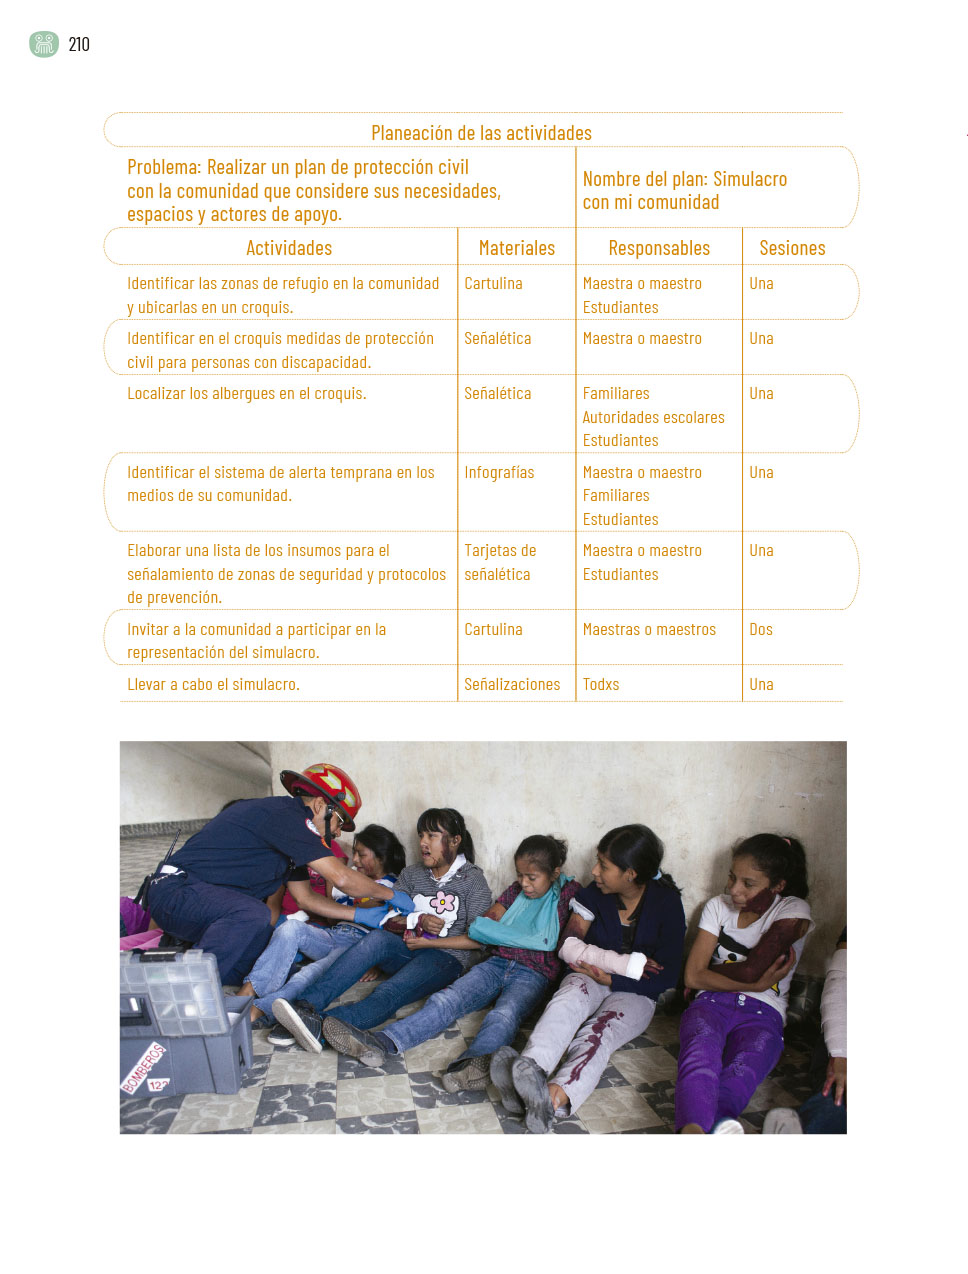 210
Planeación de las actividades
Problema: Realizar un plan de protección civil
con la comunidad que considere sus necesidades,
espacios y actores de apoyo.
Nombre del plan: Simulacro
con mi comunidad
Actividades Materiales Responsables Sesiones
Identificar las zonas de refugio en la comunidad
y ubicarlas en un croquis.
Cartulina
Maestra o maestro
Estudiantes
Una
Identificar en el croquis medidas de protección
civil para personas con discapacidad.
Señalética
Maestra o maestro
Una
Localizar los albergues en el croquis.
Señalética
Familiares
Autoridades escolares
Estudiantes
Una
Identificar el sistema de alerta temprana en los
medios de su comunidad.
Infografías
Maestra o maestro
Familiares
Estudiantes
Una
Elaborar una lista de los insumos para el
señalamiento de zonas de seguridad y protocolos
de prevención.
Tarjetas de
señalética
Maestra o maestro
Estudiantes
Una
Invitar a la comunidad a participar en la
representación del simulacro.
Cartulina
Maestras o maestros
Dos
Llevar a cabo el simulacro.
Señalizaciones
Todxs
Una
BOMBEROS
122